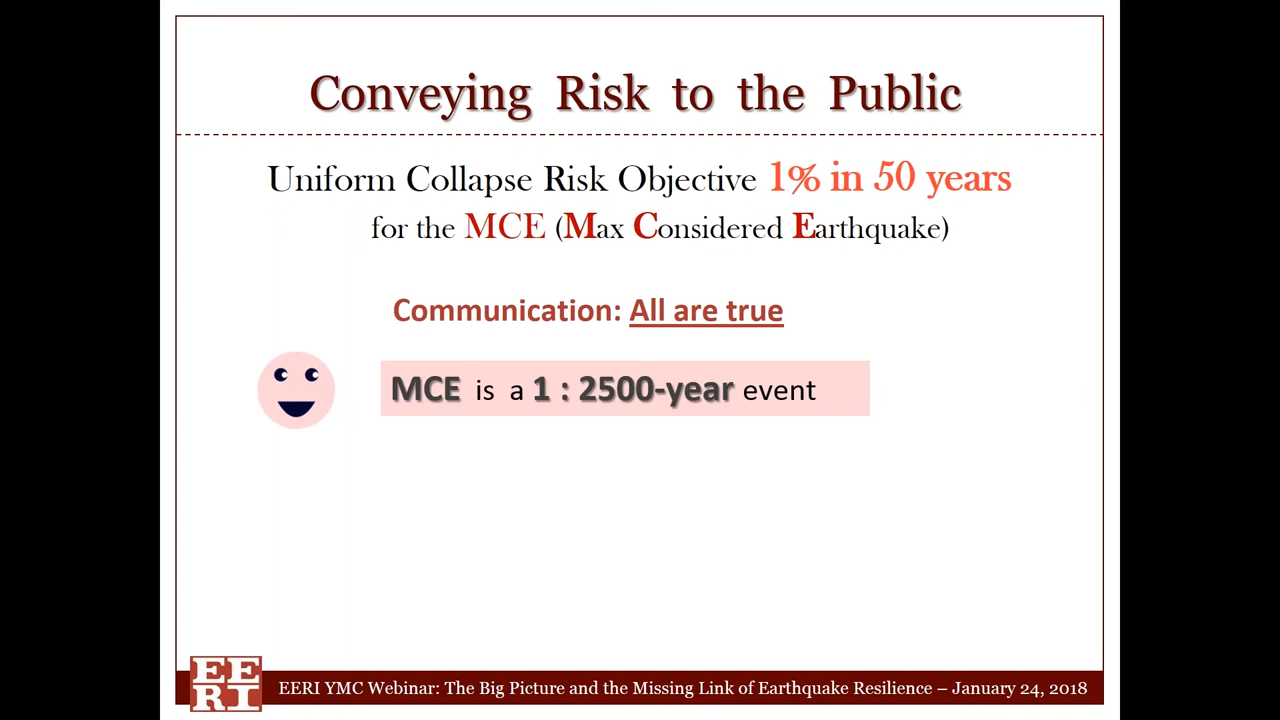 Conveying Risk to the Public
Uniform Collapse Risk Objective 1% in 50 years
for the MCE (Max Considered Earthquake)
Communication: All are true
MCE is a 1 : 2500-year event
EE
RI
EERI YMC Webinar: The Big Picture and the Missing Link of Earthquake Resilience – January 24, 2018